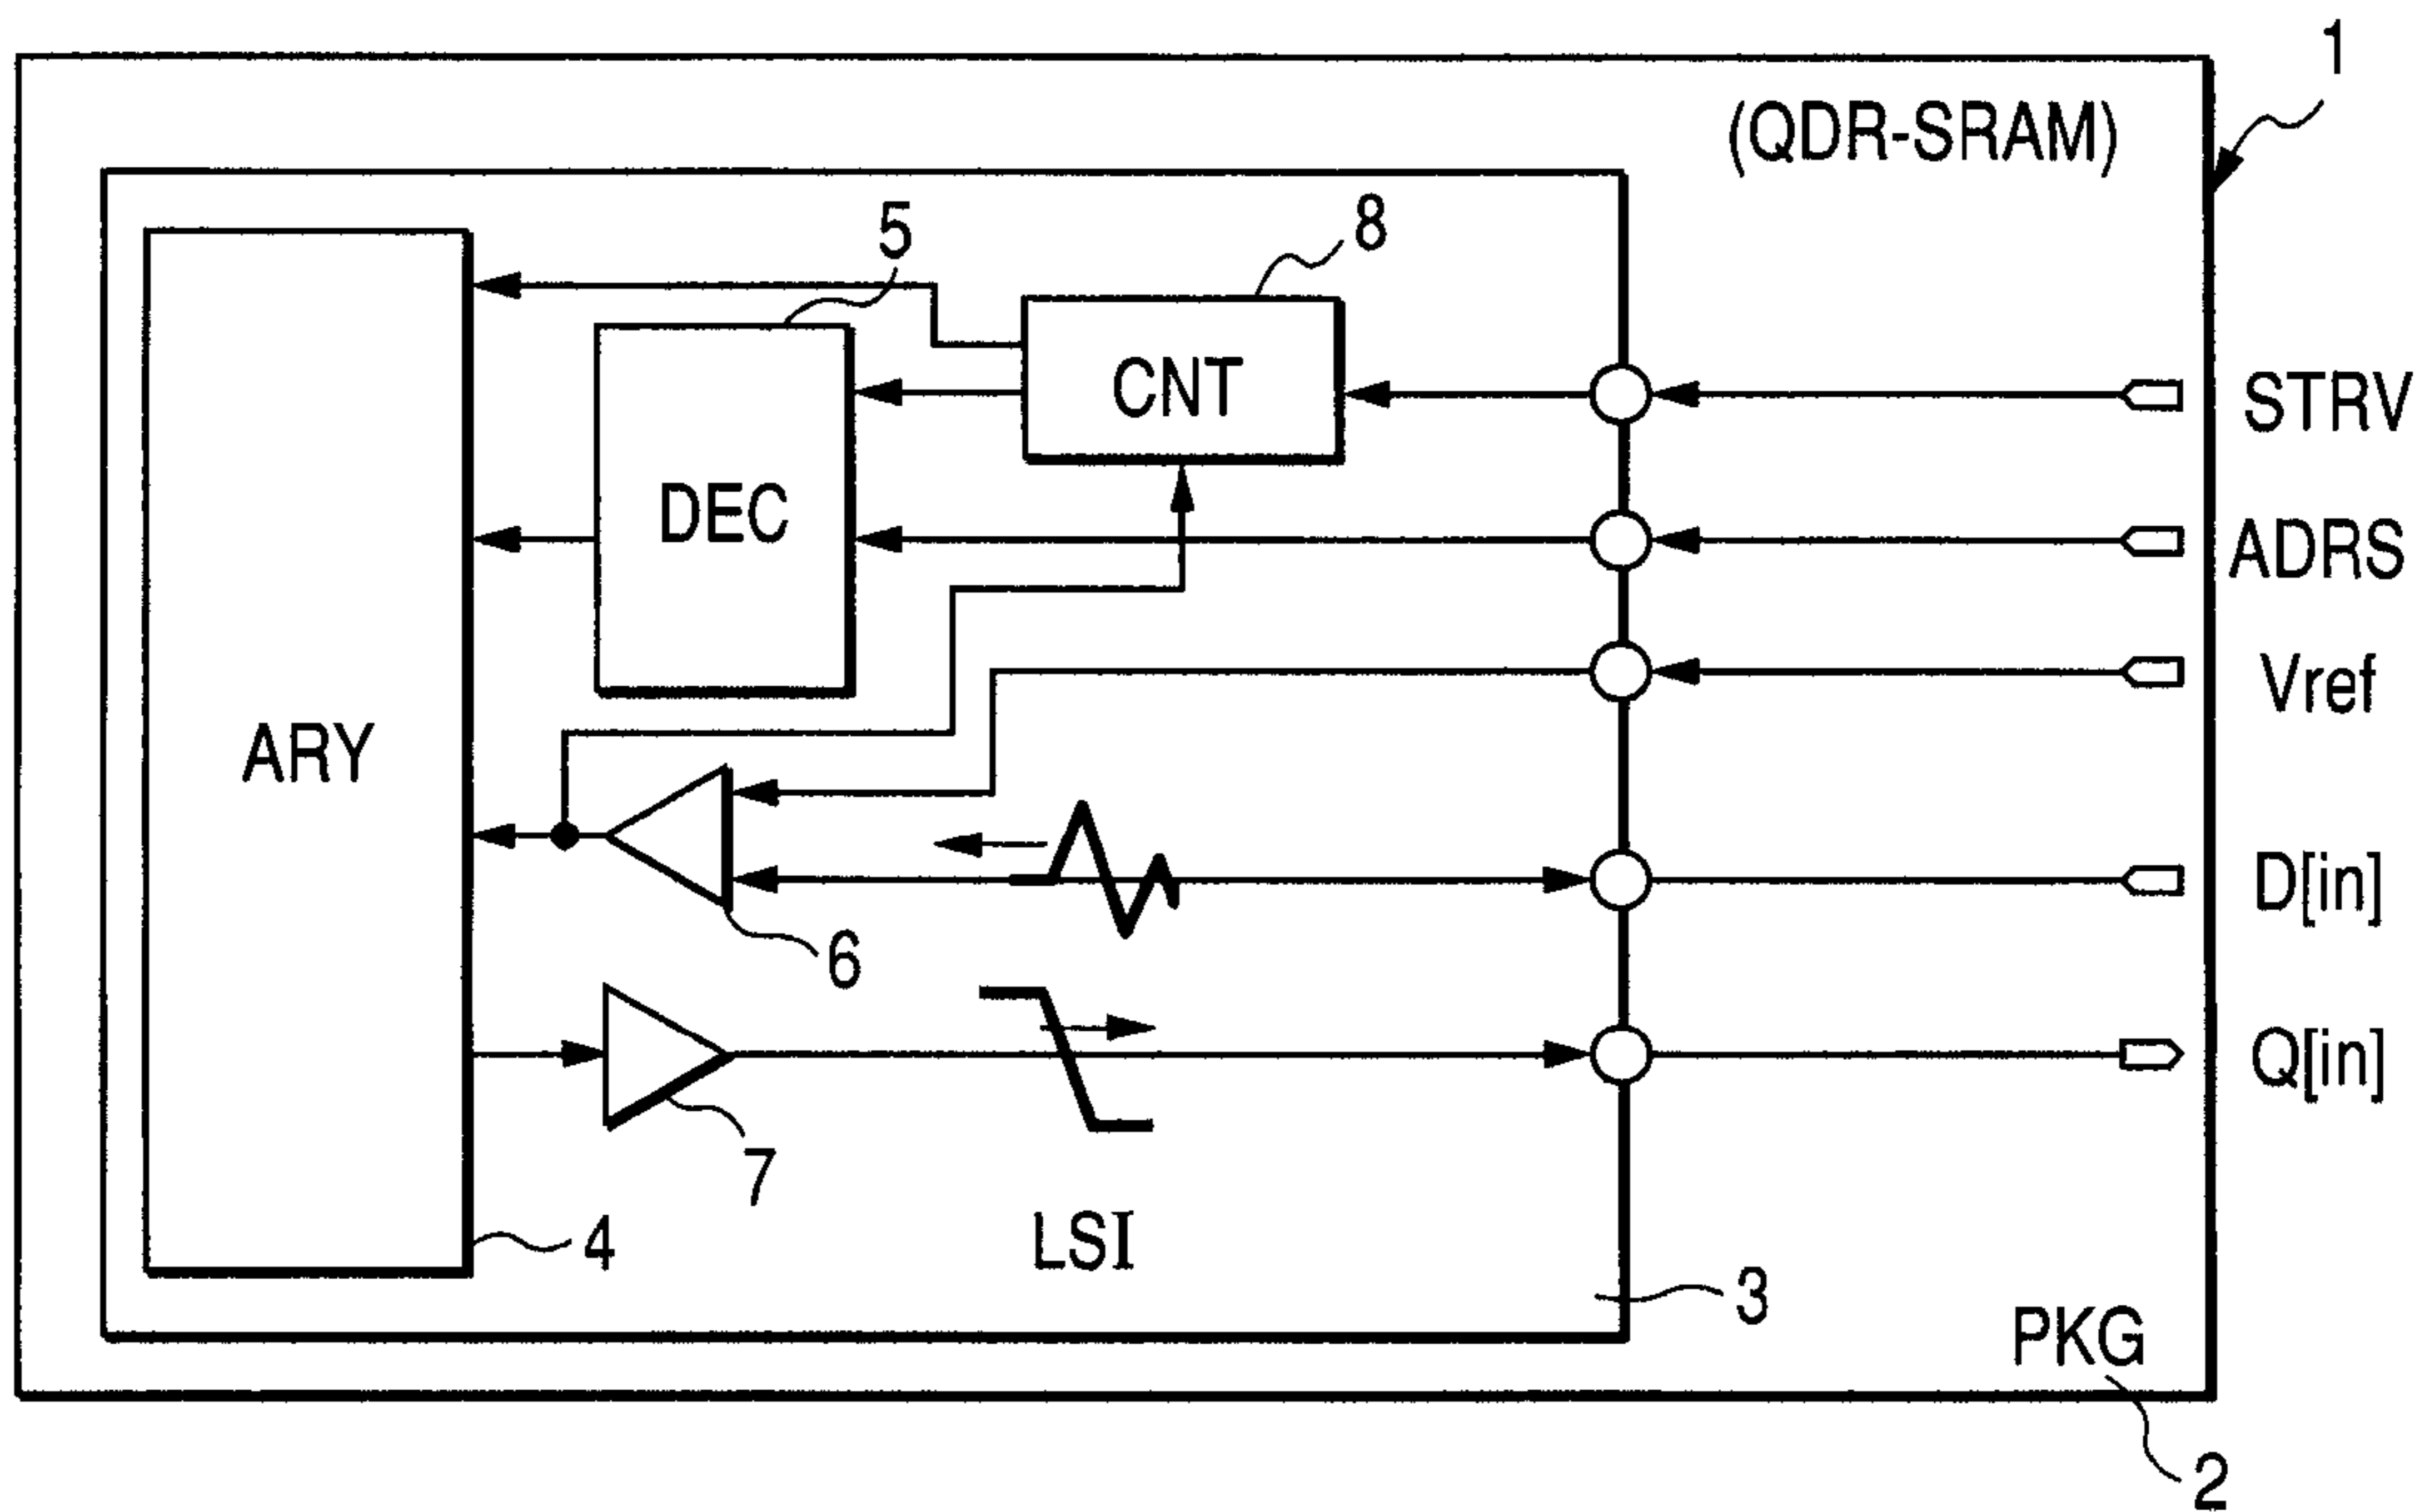 1
(QDR-SRAM)
5
8
CNT
STRV
DEC
ADRS
Vref
ARY
D[in]
6
Q[in]
7
LSI
4
3
PKG
2